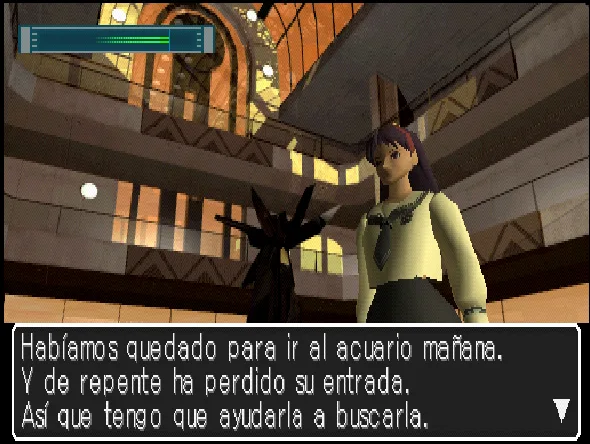 Habíamos quedado para ir al acuario mañana.
Y de repente ha perdido su entrada.
Así que tengo que ayudarla a buscarla.